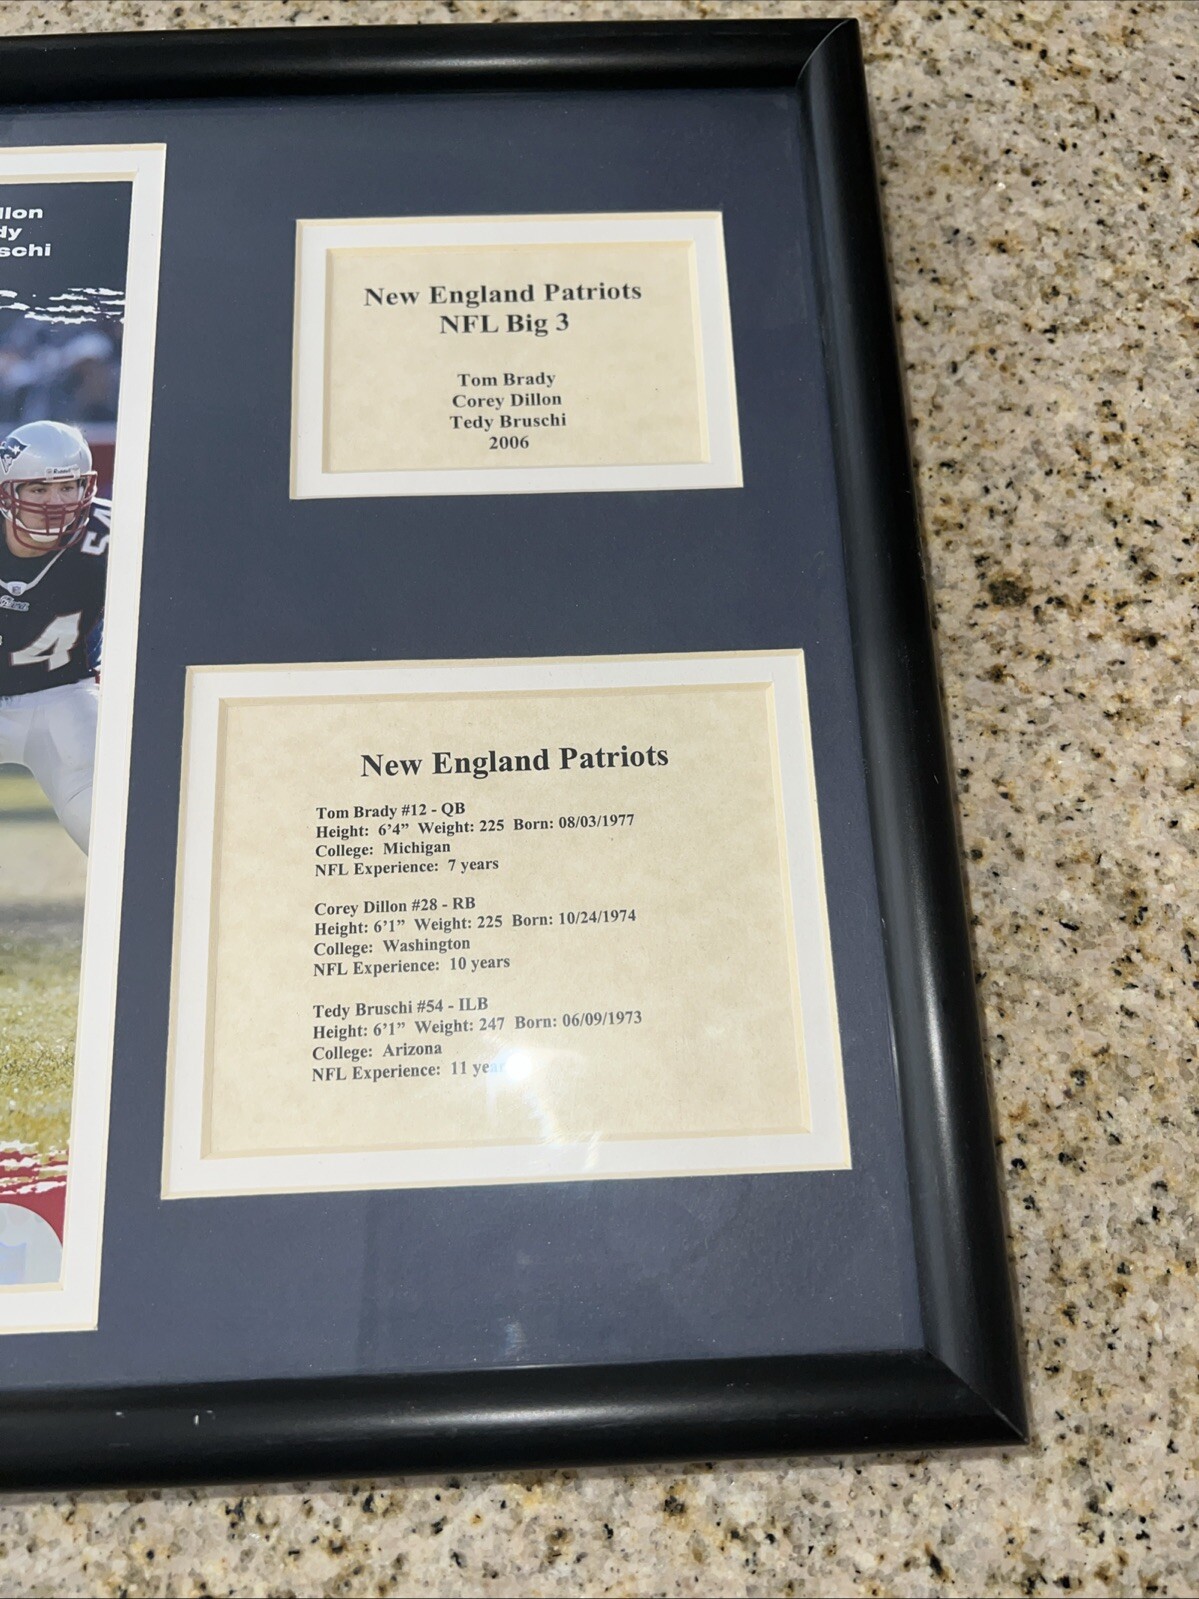 New England Patriots
NFL Big 3
Tom Brady
Corey Dillon
Tedy Bruschi
2006
54
New England Patriots
Tom Brady #12 - QB
Height: 6'4” Weight: 225 Born: 08/03/1977
College: Michigan
NFL Experience: 7 years
Corey Dillon #28 - RB
Height: 6'1” Weight: 225 Born: 10/24/1974
College: Washington
NFL Experience: 10 years
Tedy Bruschi #54 - ILB
Height: 6'1” Weight: 247 Born: 06/09/1973
College: Arizona
NFL Experience: 11 yea